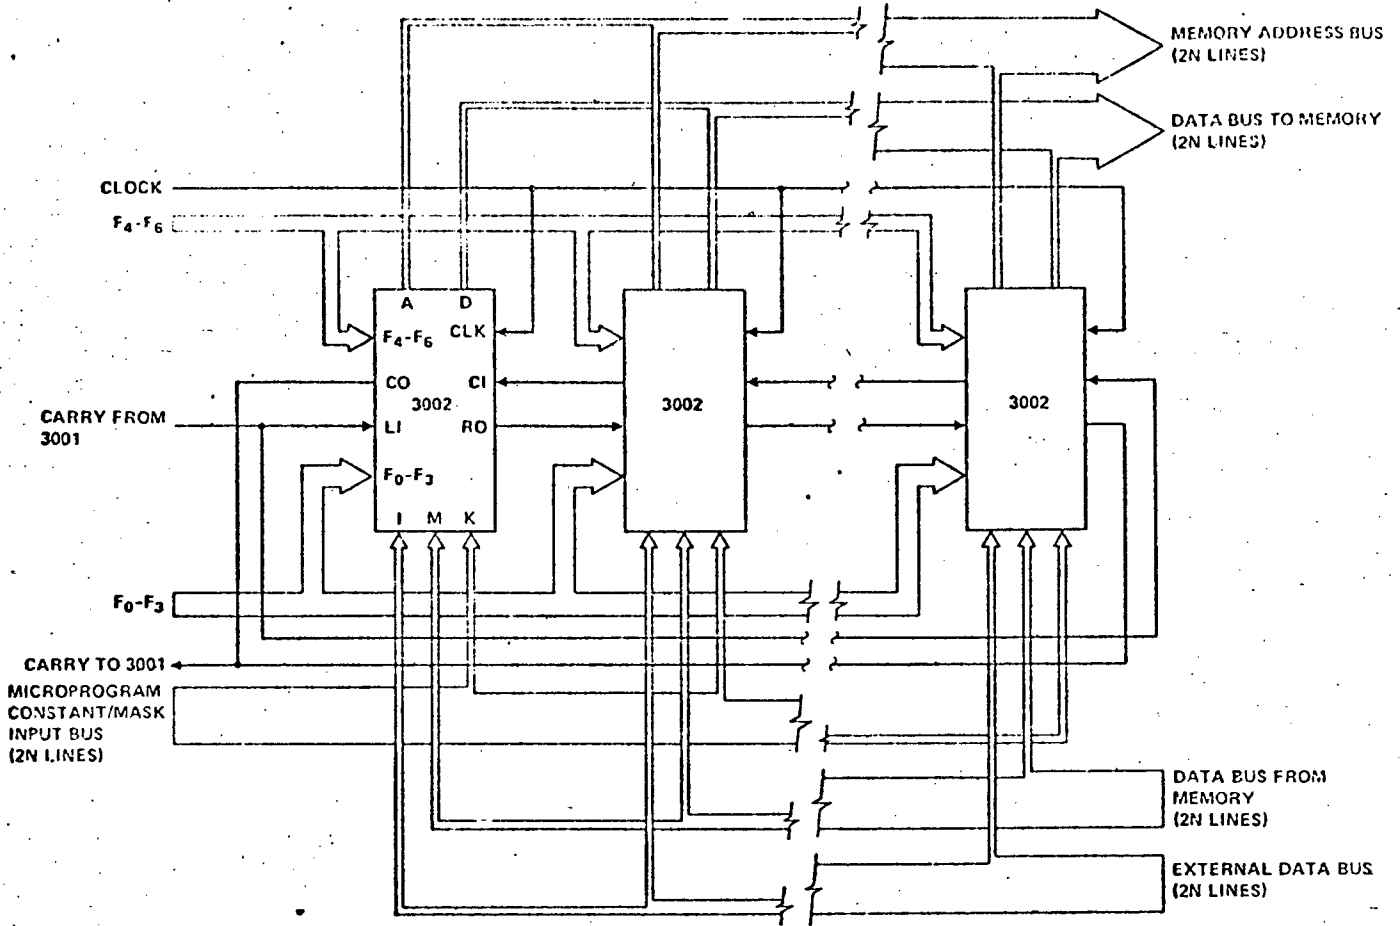 MEMORY ADDRESS BUS
(2N LINES)
DATA BUS TO MEMORY
(2N LINES)
CLOCK
F4-F6
A D
F4-F6 CLK
CO CI
3002
LI RO
F0-F3
I M K
3002
3002
CARRY FROM
3001
F0-F3
CARRY TO 3001
MICROPROGRAM
CONSTANT/MASK
INPUT BUS
(2N LINES)
DATA BUS FROM
MEMORY
(2N LINES)
EXTERNAL DATA BUS
(2N LINES)